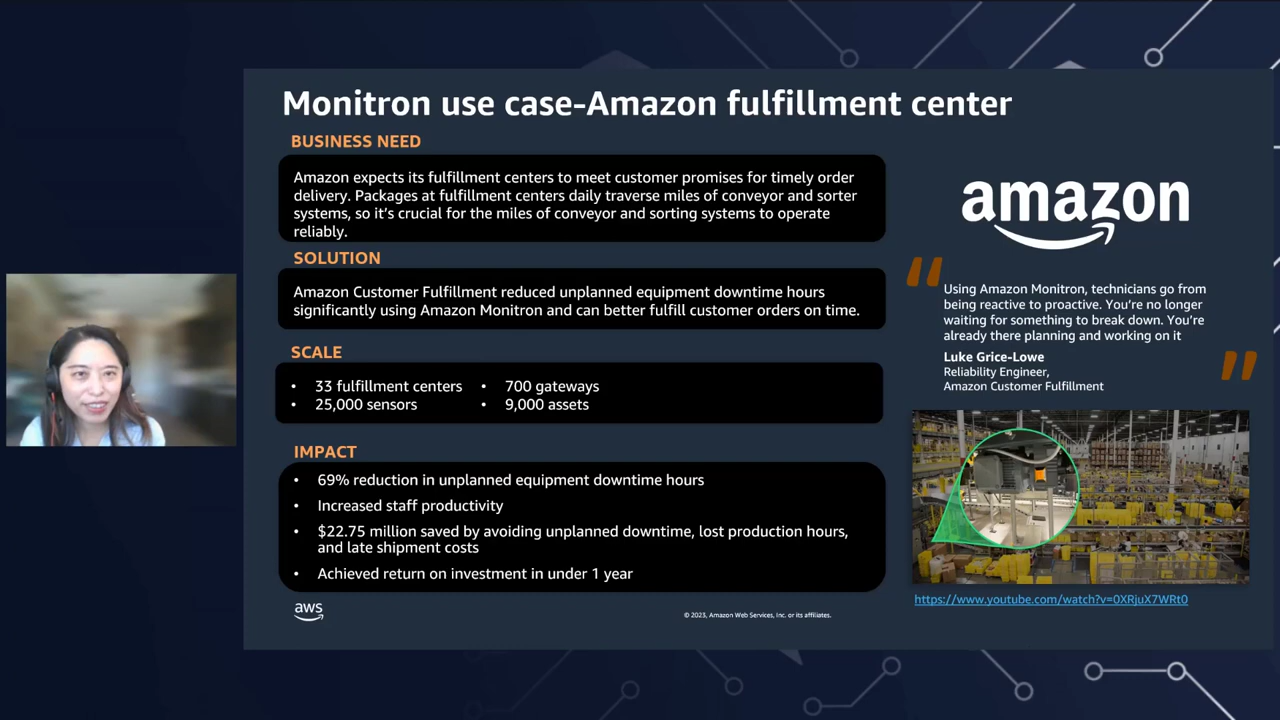 Monitron use case-Amazon fulfillment center
BUSINESS NEED
Amazon expects its fulfillment centers to meet customer promises for timely order
delivery. Packages at fulfillment centers daily traverse miles of conveyor and sorter
systems, so it's crucial for the miles of conveyor and sorting systems to operate
reliably.
SOLUTION
Amazon Customer Fulfillment reduced unplanned equipment downtime hours
significantly using Amazon Monitron and can better fulfill customer orders on time.
SCALE
• 33 fulfillment centers
• 25,000 sensors
• 700 gateways
• 9,000 assets
IMPACT
• 69% reduction in unplanned equipment downtime hours
• Increased staff productivity
• $22.75 million saved by avoiding unplanned downtime, lost production hours,
and late shipment costs
• Achieved return on investment in under 1 year
amazon
"
Using Amazon Monitron, technicians go from
being reactive to proactive. You're no longer
waiting for something to break down. You're
already there planning and working on it
"
Luke Grice-Lowe
Reliability Engineer,
Amazon Customer Fulfillment
https://www.youtube.com/watch?v=0XRjuX7WRt0
aws
© 2023, Amazon Web Services, Inc. or its affiliates.